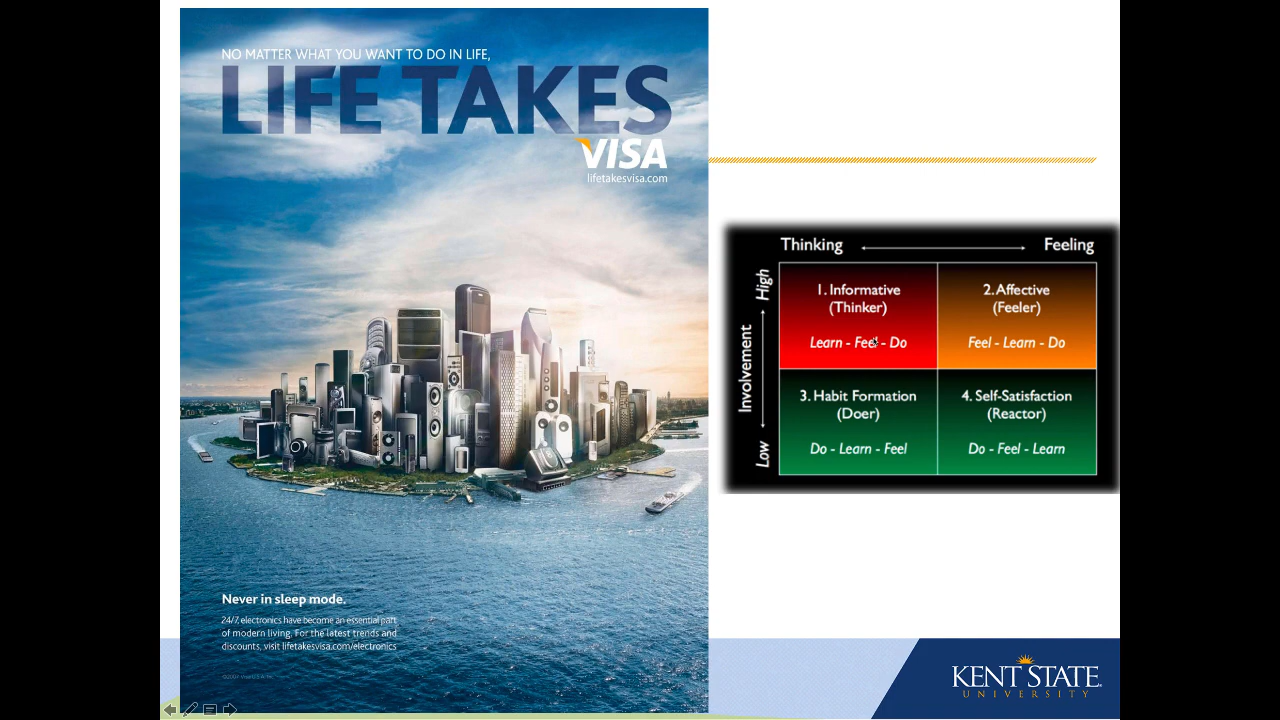 NO MATTER WHAT YOU WANT TO DO IN LIFE,
LIFE TAKES
VISA
lifetakesvisa.com
Never in sleep mode.
24/7, electronics have become an essential part
of modern living. For the latest trends and
discounts, visit lifetakesvisa.com/electronics
Thinking
Feeling
High
Involvement
Low
1. Informative
(Thinker)
Learn - Feel - Do
2. Affective
(Feeler)
Feel - Learn - Do
3. Habit Formation
(Doer)
Do - Learn - Feel
4. Self-Satisfaction
(Reactor)
Do - Feel - Learn
KENT STATE
UNIVERSITY